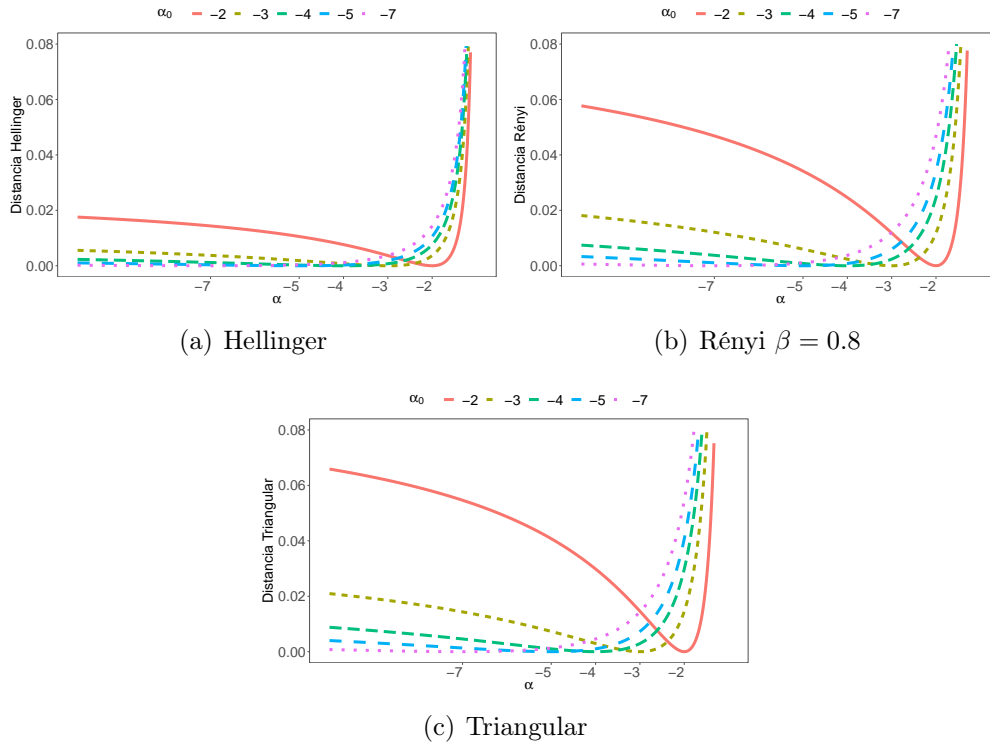 α₀ −2 −3 −4 −5 −7
Distancia Hellinger
0.08
0.06
0.04
0.02
0.00
−7 −5 −4 −3 −2
α
(a) Hellinger
α₀ −2 −3 −4 −5 −7
Distancia Rényi
0.08
0.06
0.04
0.02
0.00
−7 −5 −4 −3 −2
α
(b) Rényi β = 0.8
α₀ −2 −3 −4 −5 −7
Distancia Triangular
0.08
0.06
0.04
0.02
0.00
−7 −5 −4 −3 −2
α
(c) Triangular